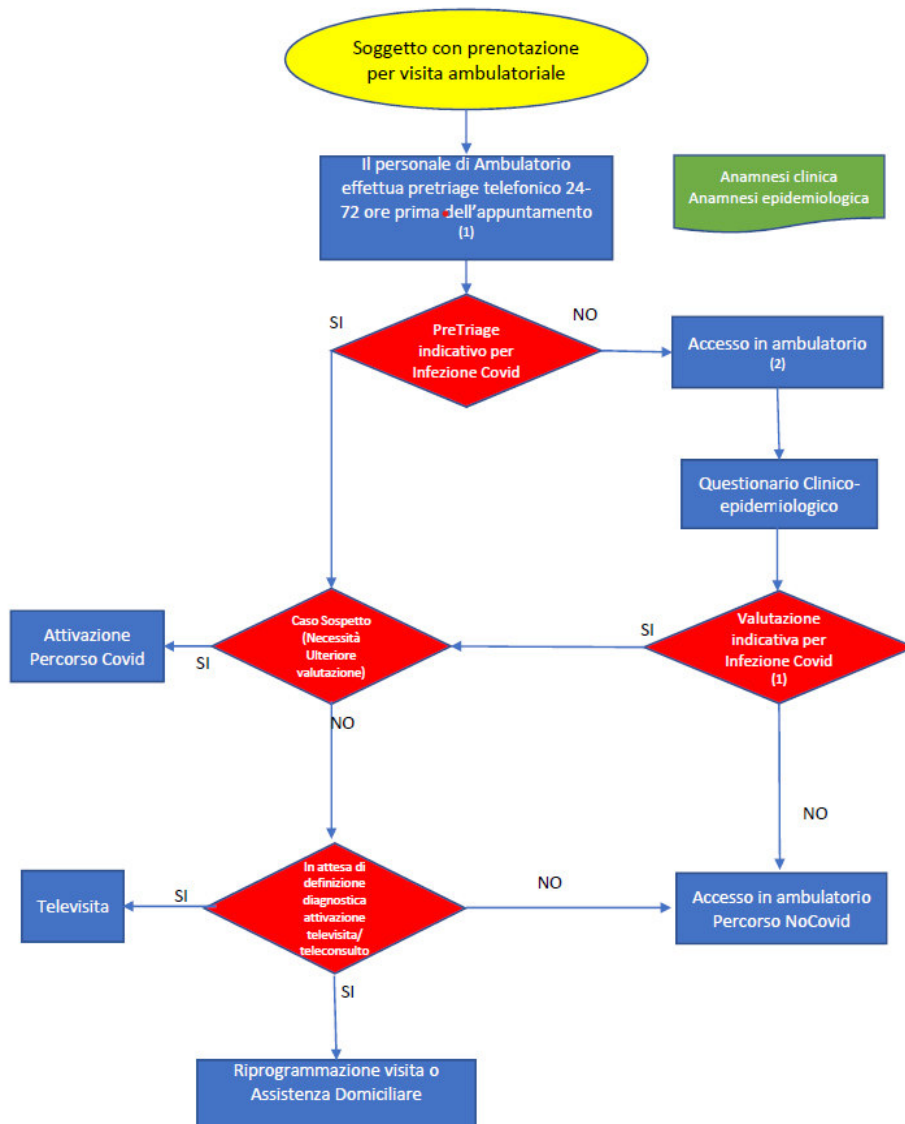 Soggetto con prenotazione
per visita ambulatoriale
Il personale di Ambulatorio
effettua pretriage telefonico 24-
72 ore prima dell'appuntamento
(1)
Anamnesi clinica
Anamnesi epidemiologica
SI
NO
PreTriage
indicativo per
Infezione Covid
Accesso in ambulatorio
(2)
Questionario Clinico-
epidemiologico
Attivazione
Percorso Covid
SI
Caso Sospetto
(Necessità
Ulteriore
valutazione)
SI
Valutazione
indicativa per
Infezione Covid
(1)
NO
NO
Televisita
SI
In attesa di
definizione
diagnostica
attivazione
televisita/
teleconsulto
NO
Accesso in ambulatorio
Percorso NoCovid
SI
Riprogrammazione visita o
Assistenza Domiciliare